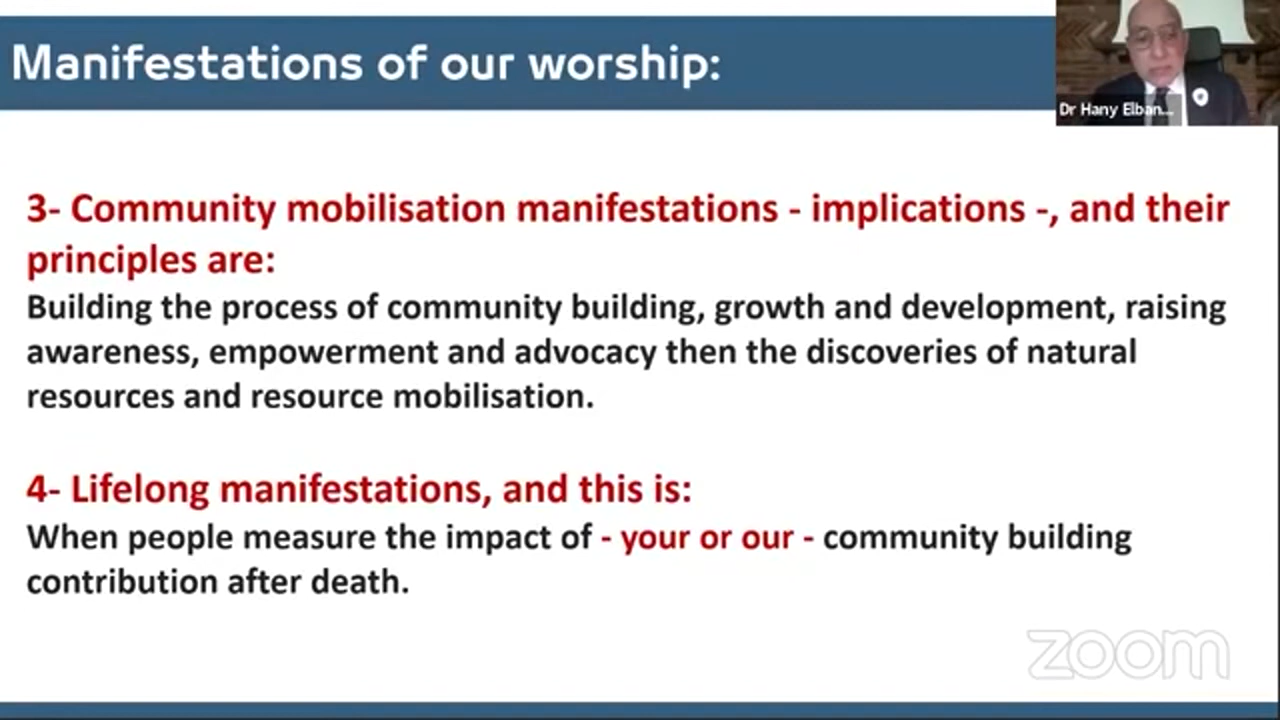 Manifestations of our worship:
Dr Hany Elban...
3- Community mobilisation manifestations - implications -, and their
principles are:
Building the process of community building, growth and development, raising
awareness, empowerment and advocacy then the discoveries of natural
resources and resource mobilisation.
4- Lifelong manifestations, and this is:
When people measure the impact of - your or our - community building
contribution after death.
zoom